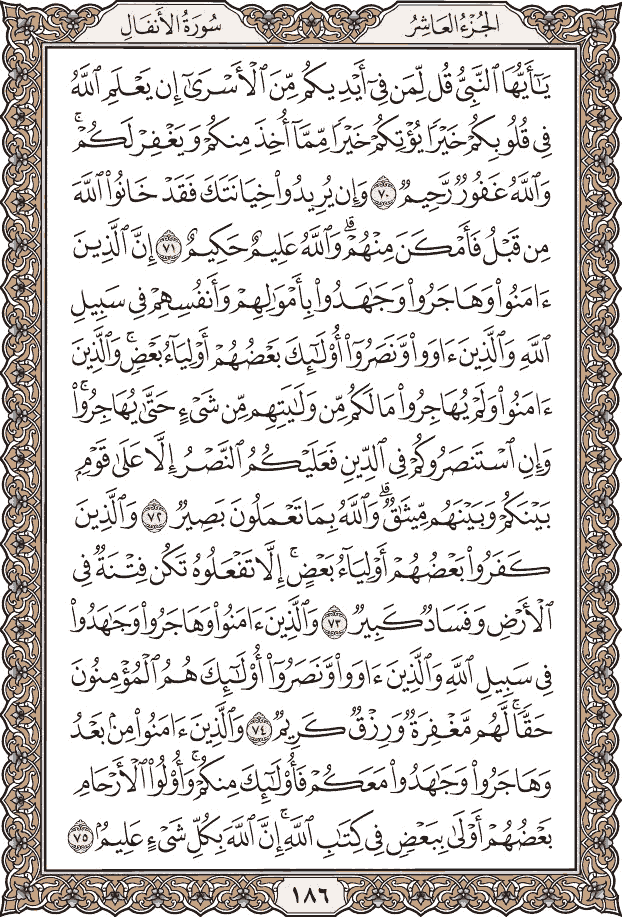 الجُزْءُ العَاشِرُ
سُورَةُ الأَنفَالِ
يَٰٓأَيُّهَا ٱلنَّبِيُّ قُل لِّمَن فِيٓ أَيۡدِيكُم مِّنَ ٱلۡأَسۡرَىٰٓ إِن يَعۡلَمِ ٱللَّهُ
فِي قُلُوبِكُمۡ خَيۡرٗا يُؤۡتِكُمۡ خَيۡرٗا مِّمَّآ أُخِذَ مِنكُمۡ وَيَغۡفِرۡ لَكُمۡۚ
وَٱللَّهُ غَفُورٞ رَّحِيمٞ ٧٠ وَإِن يُرِيدُواْ خِيَانَتَكَ فَقَدۡ خَانُواْ ٱللَّهَ
مِن قَبۡلُ فَأَمۡكَنَ مِنۡهُمۡۗ وَٱللَّهُ عَلِيمٌ حَكِيمٌ ٧١ إِنَّ ٱلَّذِينَ
ءَامَنُواْ وَهَاجَرُواْ وَجَٰهَدُواْ بِأَمۡوَٰلِهِمۡ وَأَنفُسِهِمۡ فِي سَبِيلِ
ٱللَّهِ وَٱلَّذِينَ ءَاوَواْ وَّنَصَرُوٓاْ أُوْلَٰٓئِكَ بَعۡضُهُمۡ أَوۡلِيَآءُ بَعۡضٖۚ وَٱلَّذِينَ
ءَامَنُواْ وَلَمۡ يُهَاجِرُواْ مَا لَكُم مِّن وَلَٰيَتِهِم مِّن شَيۡءٍ حَتَّىٰ يُهَاجِرُواْۚ
وَإِنِ ٱسۡتَنصَرُوكُمۡ فِي ٱلدِّينِ فَعَلَيۡكُمُ ٱلنَّصۡرُ إِلَّا عَلَىٰ قَوۡمِۭ
بَيۡنَكُمۡ وَبَيۡنَهُم مِّيثَٰقٞۗ وَٱللَّهُ بِمَا تَعۡمَلُونَ بَصِيرٞ ٧٢ وَٱلَّذِينَ
كَفَرُواْ بَعۡضُهُمۡ أَوۡلِيَآءُ بَعۡضٍۚ إِلَّا تَفۡعَلُوهُ تَكُن فِتۡنَةٞ فِي
ٱلۡأَرۡضِ وَفَسَادٞ كَبِيرٞ ٧٣ وَٱلَّذِينَ ءَامَنُواْ وَهَاجَرُواْ وَجَٰهَدُواْ
فِي سَبِيلِ ٱللَّهِ وَٱلَّذِينَ ءَاوَواْ وَّنَصَرُوٓاْ أُوْلَٰٓئِكَ هُمُ ٱلۡمُؤۡمِنُونَ
حَقّٗاۚ لَّهُم مَّغۡفِرَةٞ وَرِزۡقٞ كَرِيمٞ ٧٤ وَٱلَّذِينَ ءَامَنُواْ مِنۢ بَعۡدُ
وَهَاجَرُواْ وَجَٰهَدُواْ مَعَكُمۡ فَأُوْلَٰٓئِكَ مِنكُمۡۚ وَأُوْلُواْ ٱلۡأَرۡحَامِ
بَعۡضُهُمۡ أَوۡلَىٰ بِبَعۡضٖ فِي كِتَٰبِ ٱللَّهِۚ إِنَّ ٱللَّهَ بِكُلِّ شَيۡءٍ عَلِيمُۢ ٧٥
١٨٦